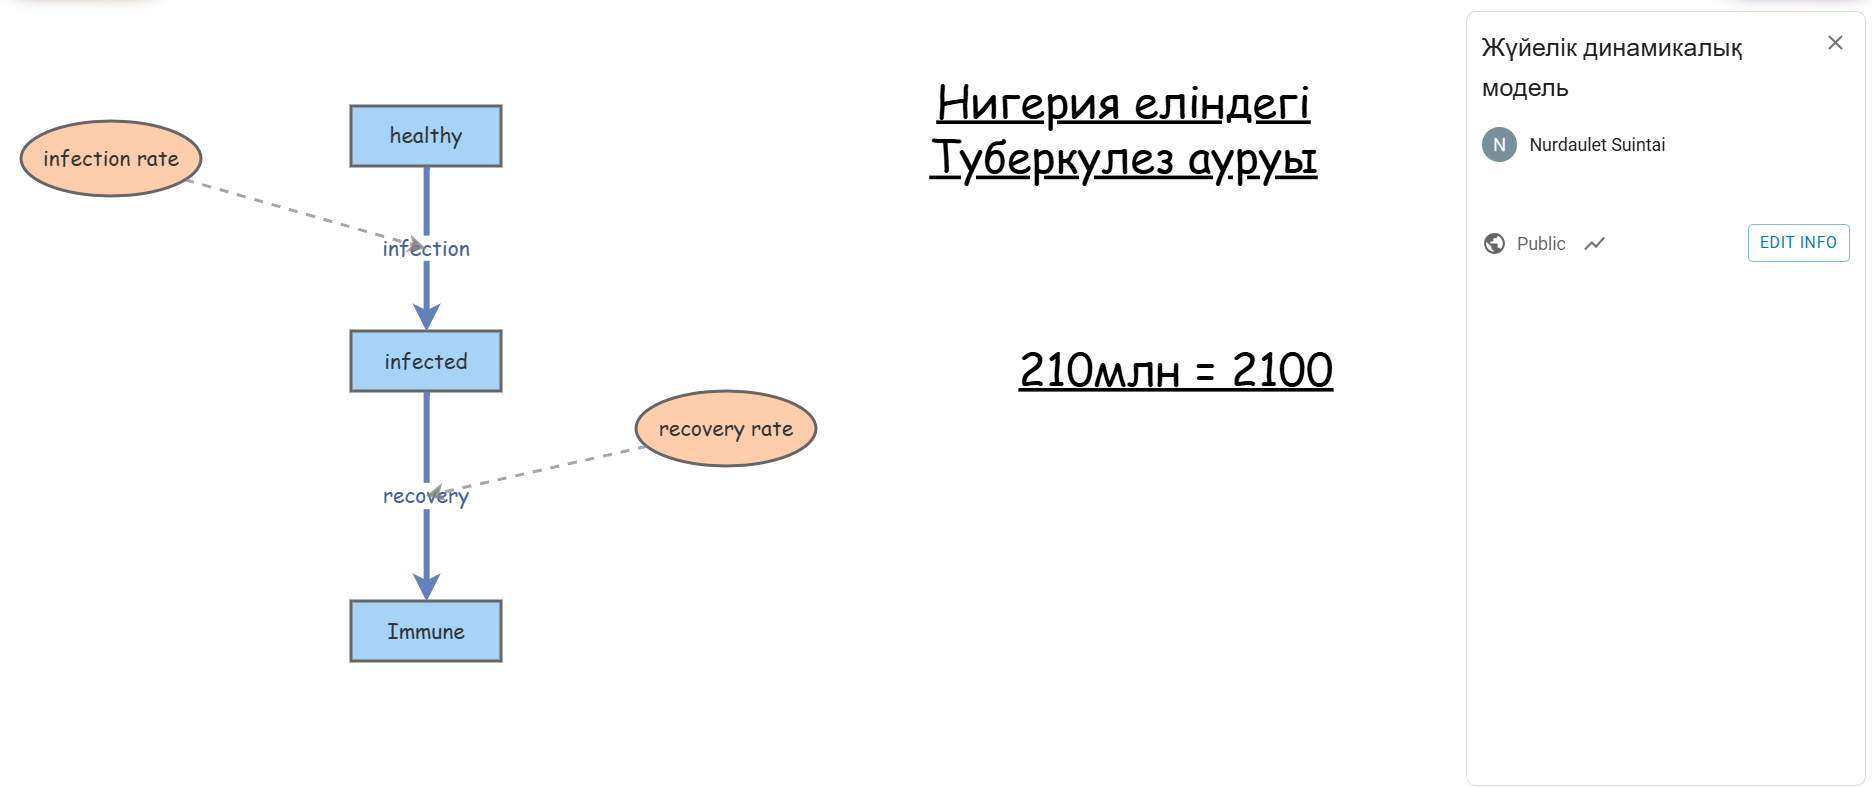 healthy
infection rate
infection
infected
recovery rate
recovery
Immune
Нигерия еліндегі
Туберкулез ауруы
210млн = 2100
Жүйелік динамикалық
модель
N Nurdaulet Suintai
Public
EDIT INFO